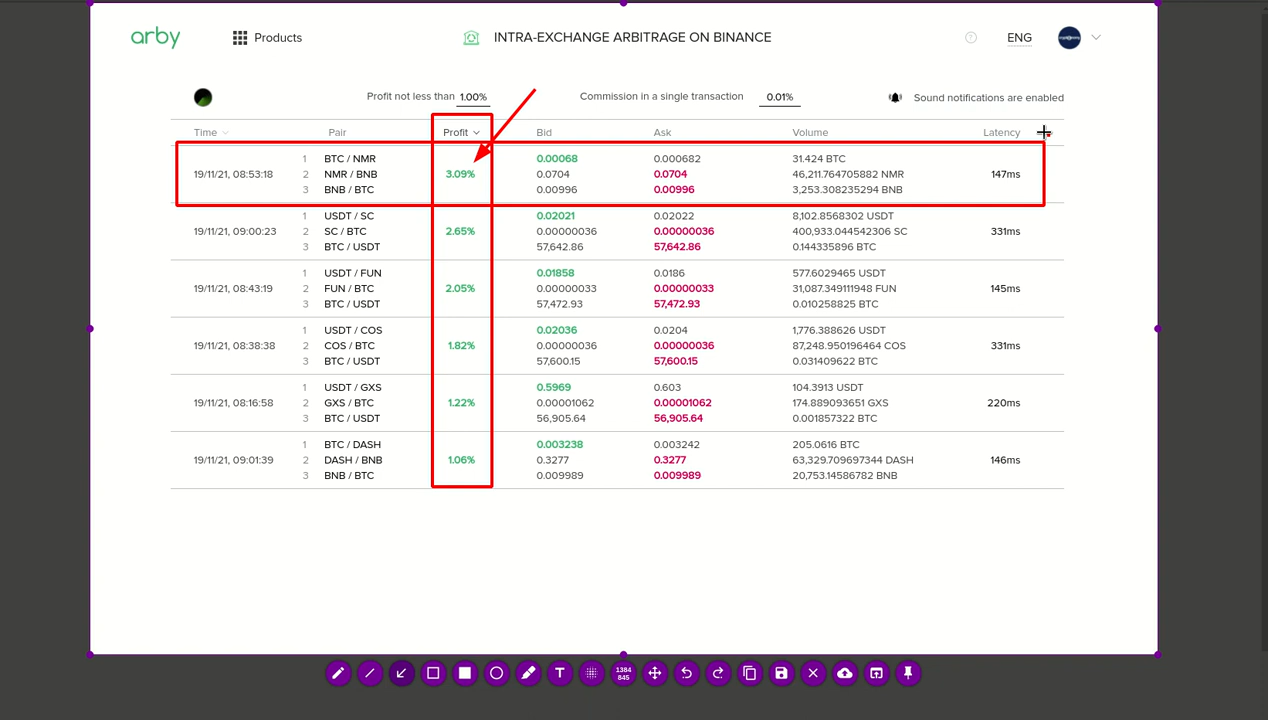 arby Products INTRA-EXCHANGE ARBITRAGE ON BINANCE ? ENG
Profit not less than 1.00% Commission in a single transaction 0.01% Sound notifications are enabled
Time Pair Profit Bid Ask Volume Latency
1 BTC / NMR 0.00068 0.000682 31.424 BTC
19/11/21, 08:53:18 2 NMR / BNB 3.09% 0.0704 0.0704 46,211.764705882 NMR 147ms
3 BNB / BTC 0.00996 0.00996 3,253.308235294 BNB
1 USDT / SC 0.02021 0.02022 8,102.8568302 USDT
19/11/21, 09:00:23 2 SC / BTC 2.65% 0.00000036 0.00000036 400,933.044542306 SC 331ms
3 BTC / USDT 57,642.86 57,642.86 0.144335896 BTC
1 USDT / FUN 0.01858 0.0186 577.6029465 USDT
19/11/21, 08:43:19 2 FUN / BTC 2.05% 0.00000033 0.00000033 31,087.349111948 FUN 145ms
3 BTC / USDT 57,472.93 57,472.93 0.010258825 BTC
1 USDT / COS 0.02036 0.0204 1,776.388626 USDT
19/11/21, 08:38:38 2 COS / BTC 1.82% 0.00000036 0.00000036 87,248.950196464 COS 331ms
3 BTC / USDT 57,600.15 57,600.15 0.031409622 BTC
1 USDT / GXS 0.5969 0.603 104.3913 USDT
19/11/21, 08:16:58 2 GXS / BTC 1.22% 0.00001062 0.00001062 174.889093651 GXS 220ms
3 BTC / USDT 56,905.64 56,905.64 0.001857322 BTC
1 BTC / DASH 0.003238 0.003242 205.0616 BTC
19/11/21, 09:01:39 2 DASH / BNB 1.06% 0.3277 0.3277 63,329.709697344 DASH 146ms
3 BNB / BTC 0.009989 0.009989 20,753.14586782 BNB
T 1384
845